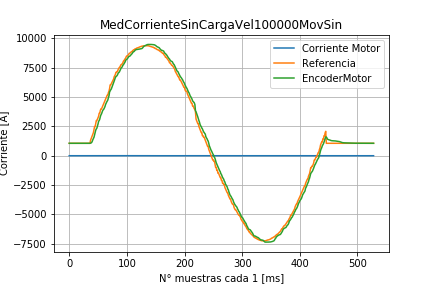 MedCorrienteSinCargaVel100000MovSin
Corriente [A]
10000
7500
5000
2500
0
−2500
−5000
−7500
Corriente Motor
Referencia
EncoderMotor
0 100 200 300 400 500
N° muestras cada 1 [ms]